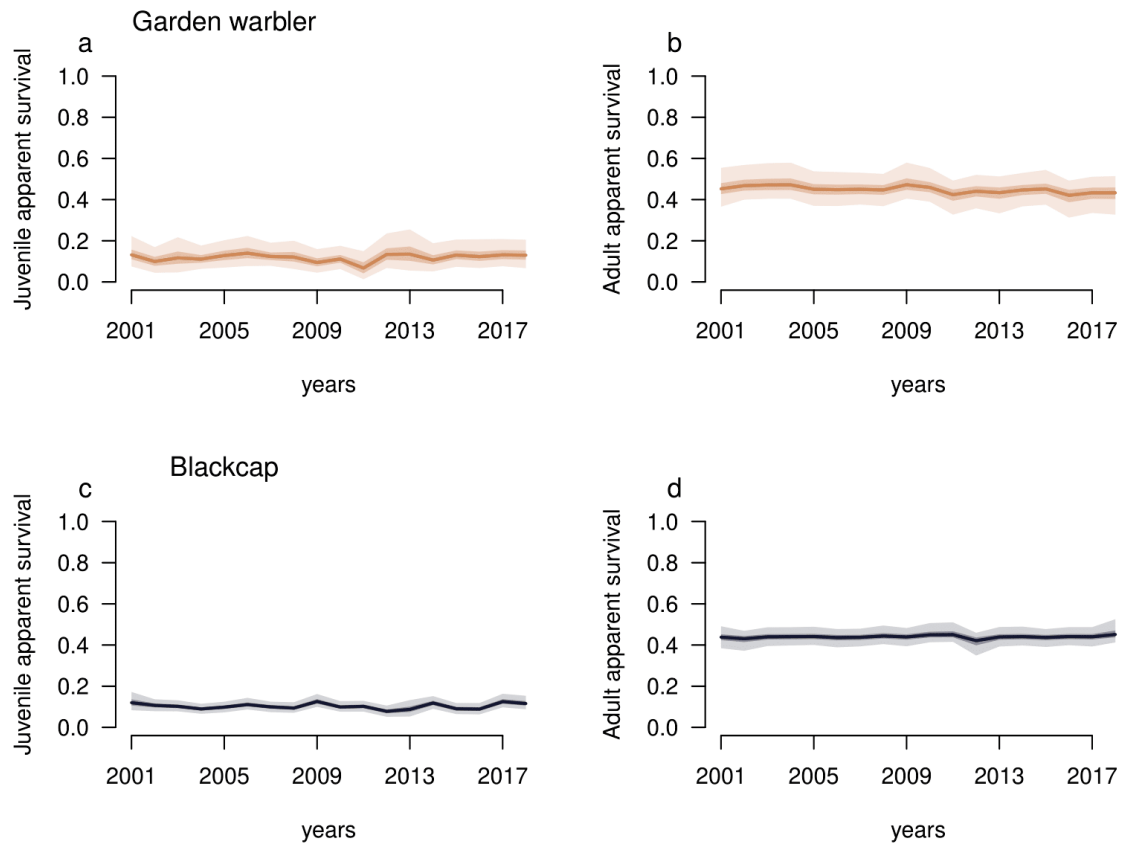 Garden warbler
a
Juvenile apparent survival
1.0
0.8
0.6
0.4
0.2
0.0
2001 2005 2009 2013 2017
years
b
Adult apparent survival
1.0
0.8
0.6
0.4
0.2
0.0
2001 2005 2009 2013 2017
years
Blackcap
c
Juvenile apparent survival
1.0
0.8
0.6
0.4
0.2
0.0
2001 2005 2009 2013 2017
years
d
Adult apparent survival
1.0
0.8
0.6
0.4
0.2
0.0
2001 2005 2009 2013 2017
years